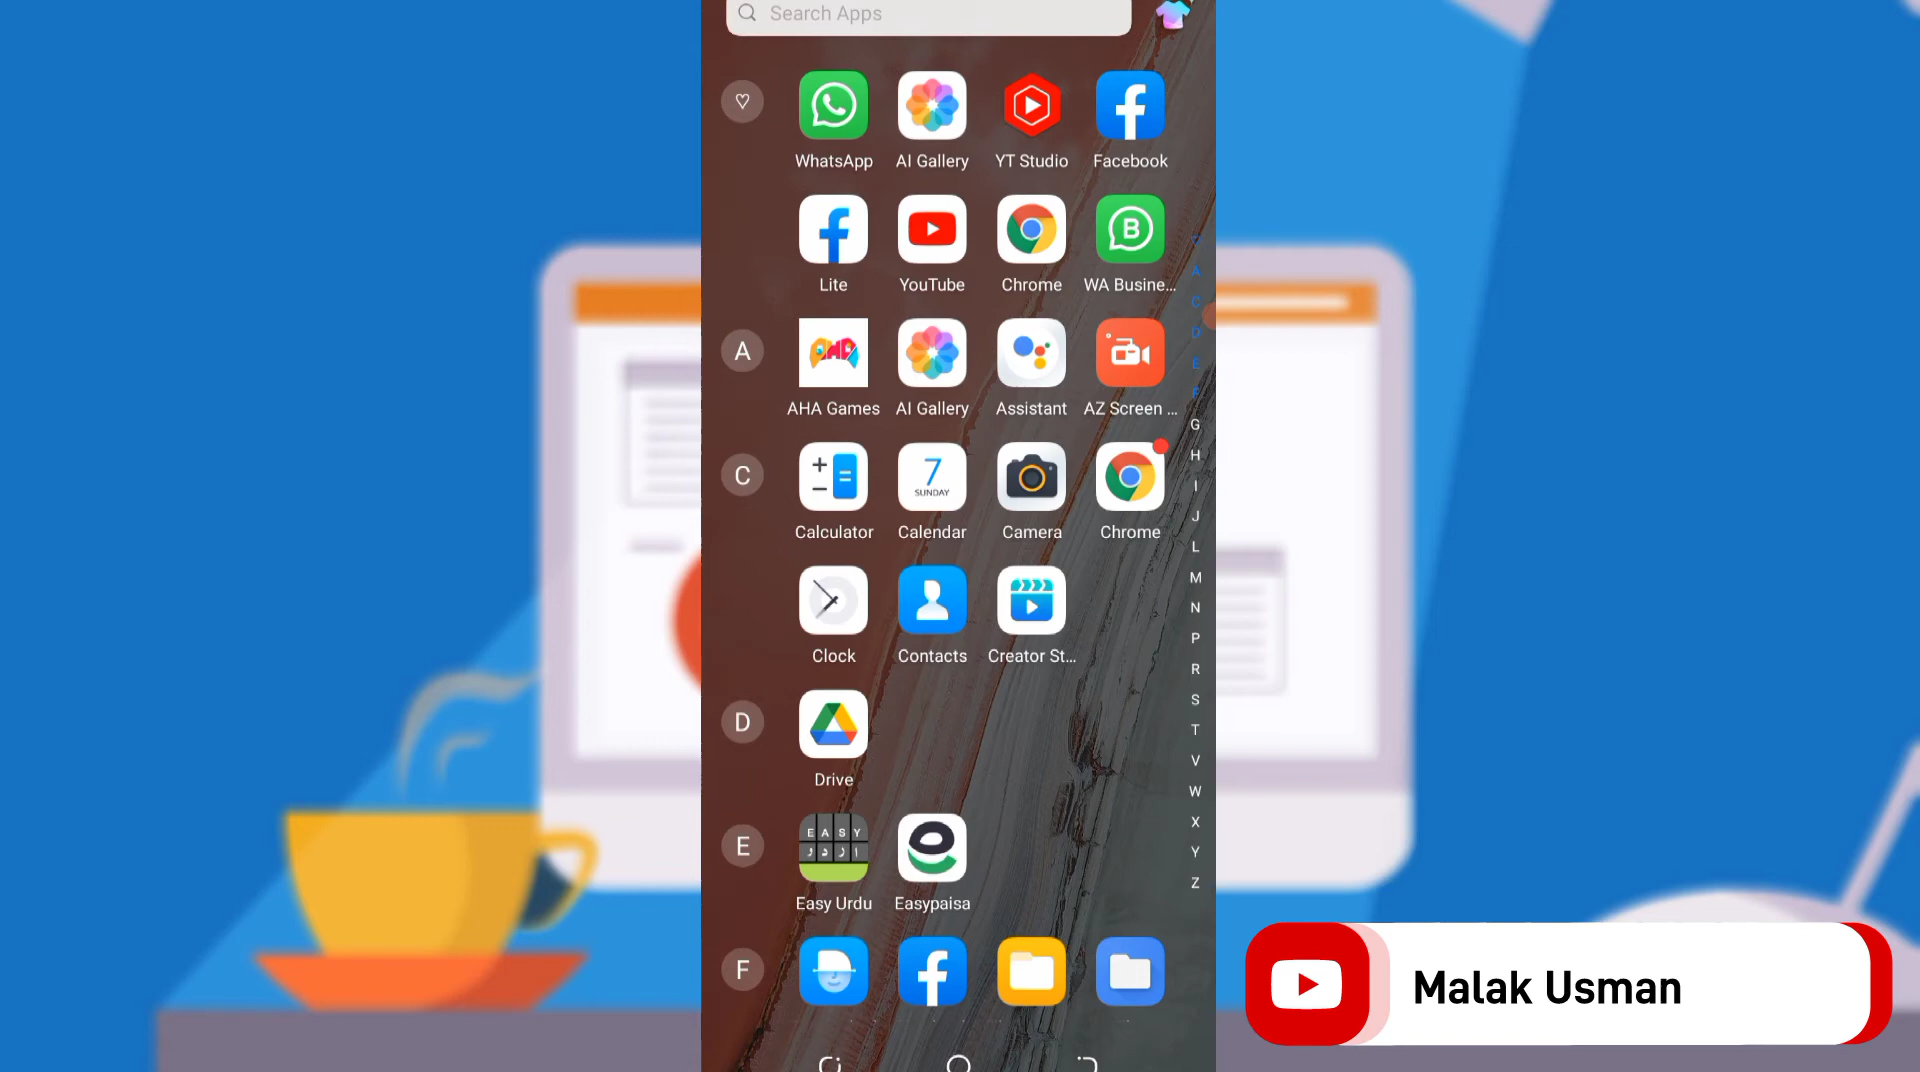 Search Apps
♡
WhatsApp
AI Gallery
YT Studio
Facebook
Lite
YouTube
Chrome
B
WA Busine...
A
AHA
AHA Games
AI Gallery
Assistant
AZ Screen ...
C
Calculator
7
SUNDAY
Calendar
Camera
Chrome
Clock
Contacts
Creator St...
D
Drive
E
E A S Y
ا ر د و
Easy Urdu
Easypaisa
F
A
C
D
E
F
G
H
I
J
L
M
N
P
R
S
T
V
W
X
Y
Z
Malak Usman